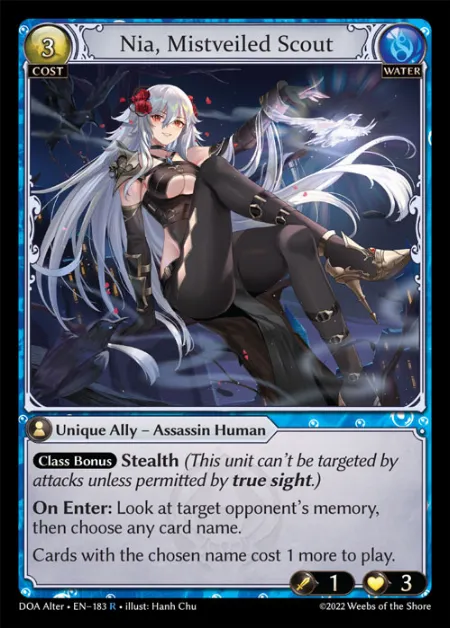 3
COST
Nia, Mistveiled Scout
WATER
Unique Ally – Assassin Human
Class Bonus Stealth (This unit can't be targeted by
attacks unless permitted by true sight.)
On Enter: Look at target opponent's memory,
then choose any card name.
Cards with the chosen name cost 1 more to play.
1
3
DOA Alter • EN–183 R • illust: Hanh Chu
©2022 Weebs of the Shore